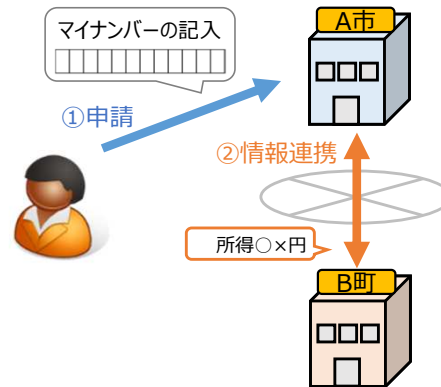 マイナンバーの記入
A市
①申請
②情報連携
所得○×円
B町